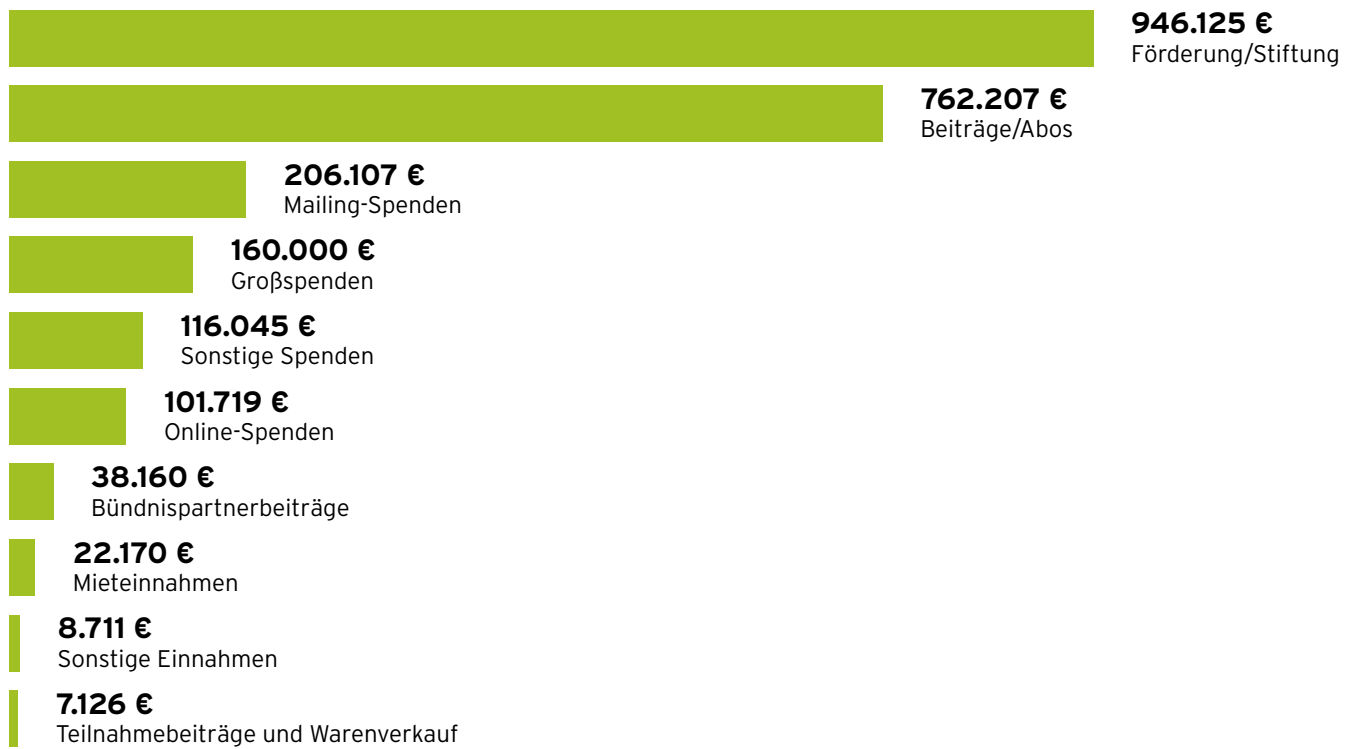 946.125 €
Förderung/Stiftung
762.207 €
Beiträge/Abos
206.107 €
Mailing-Spenden
160.000 €
Großspenden
116.045 €
Sonstige Spenden
101.719 €
Online-Spenden
38.160 €
Bündnispartnerbeiträge
22.170 €
Mieteinnahmen
8.711 €
Sonstige Einnahmen
7.126 €
Teilnahmebeiträge und Warenverkauf